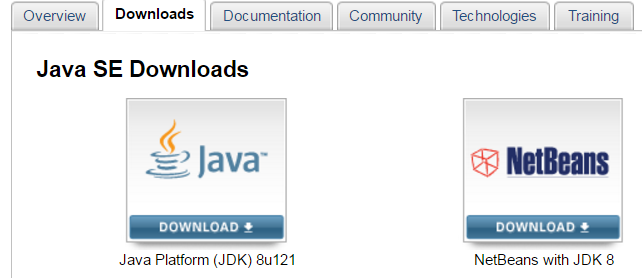 Overview Downloads Documentation Community Technologies Training
Java SE Downloads
Java™ NetBeans
DOWNLOAD DOWNLOAD
Java Platform (JDK) 8u121 NetBeans with JDK 8